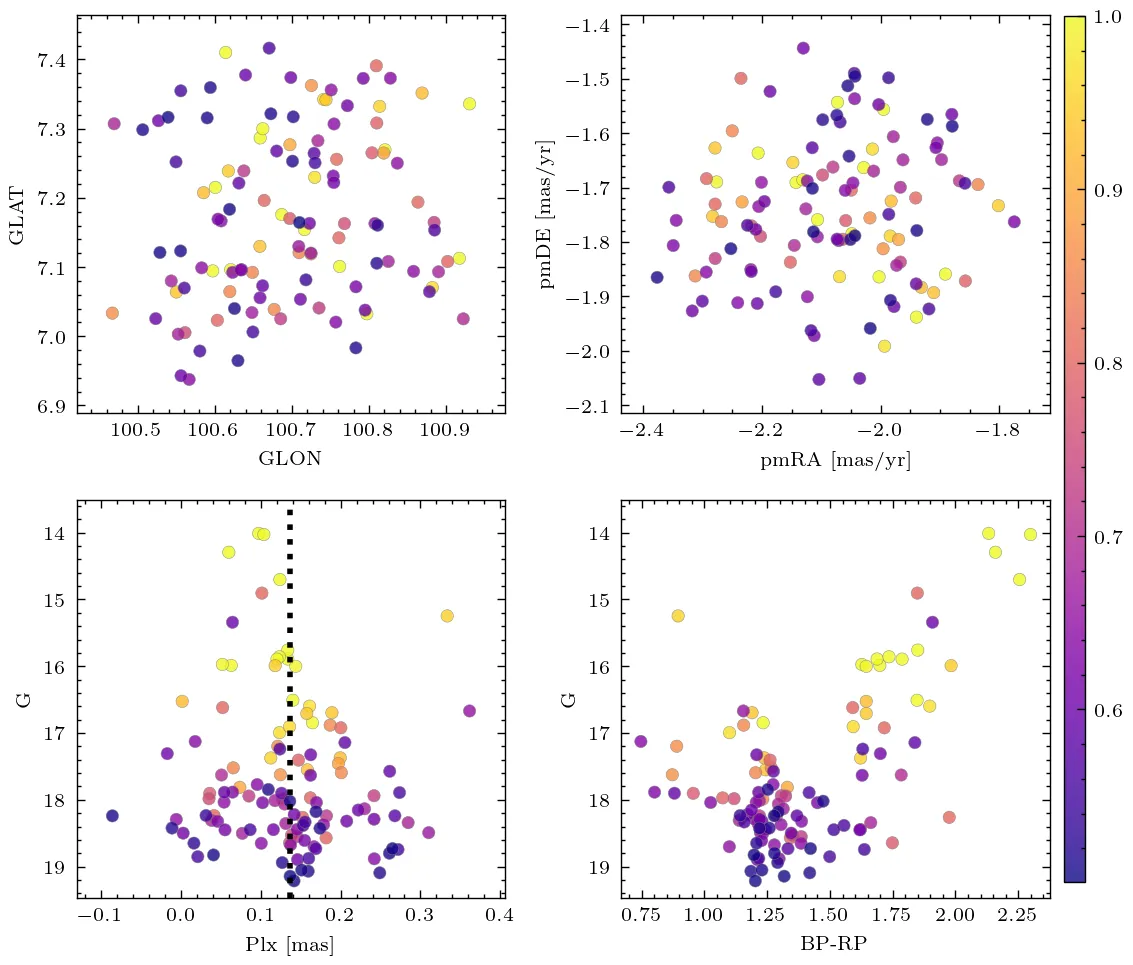 7.4
7.3
7.2
7.1
7.0
6.9
GLAT
100.5 100.6 100.7 100.8 100.9
GLON
−1.4
−1.5
−1.6
−1.7
−1.8
−1.9
−2.0
−2.1
pmDE [mas/yr]
−2.4 −2.2 −2.0 −1.8
pmRA [mas/yr]
14
15
16
17
18
19
G
−0.1 0.0 0.1 0.2 0.3 0.4
Plx [mas]
14
15
16
17
18
19
G
0.75 1.00 1.25 1.50 1.75 2.00 2.25
BP-RP
1.0
0.9
0.8
0.7
0.6